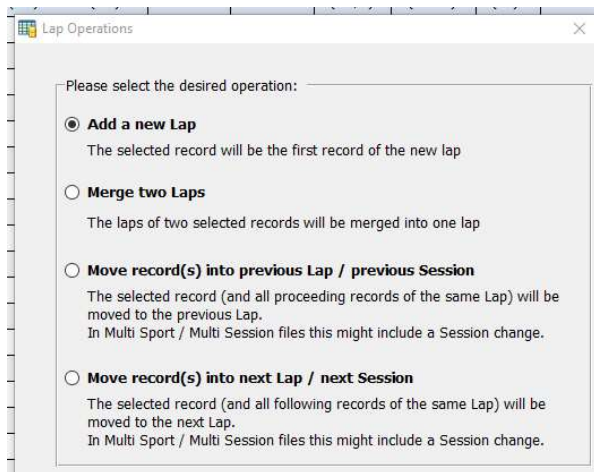 Lap Operations
Please select the desired operation:
Add a new Lap
The selected record will be the first record of the new lap
Merge two Laps
The laps of two selected records will be merged into one lap
Move record(s) into previous Lap / previous Session
The selected record (and all proceeding records of the same Lap) will be
moved to the previous Lap.
In Multi Sport / Multi Session files this might include a Session change.
Move record(s) into next Lap / next Session
The selected record (and all following records of the same Lap) will be
moved to the next Lap.
In Multi Sport / Multi Session files this might include a Session change.